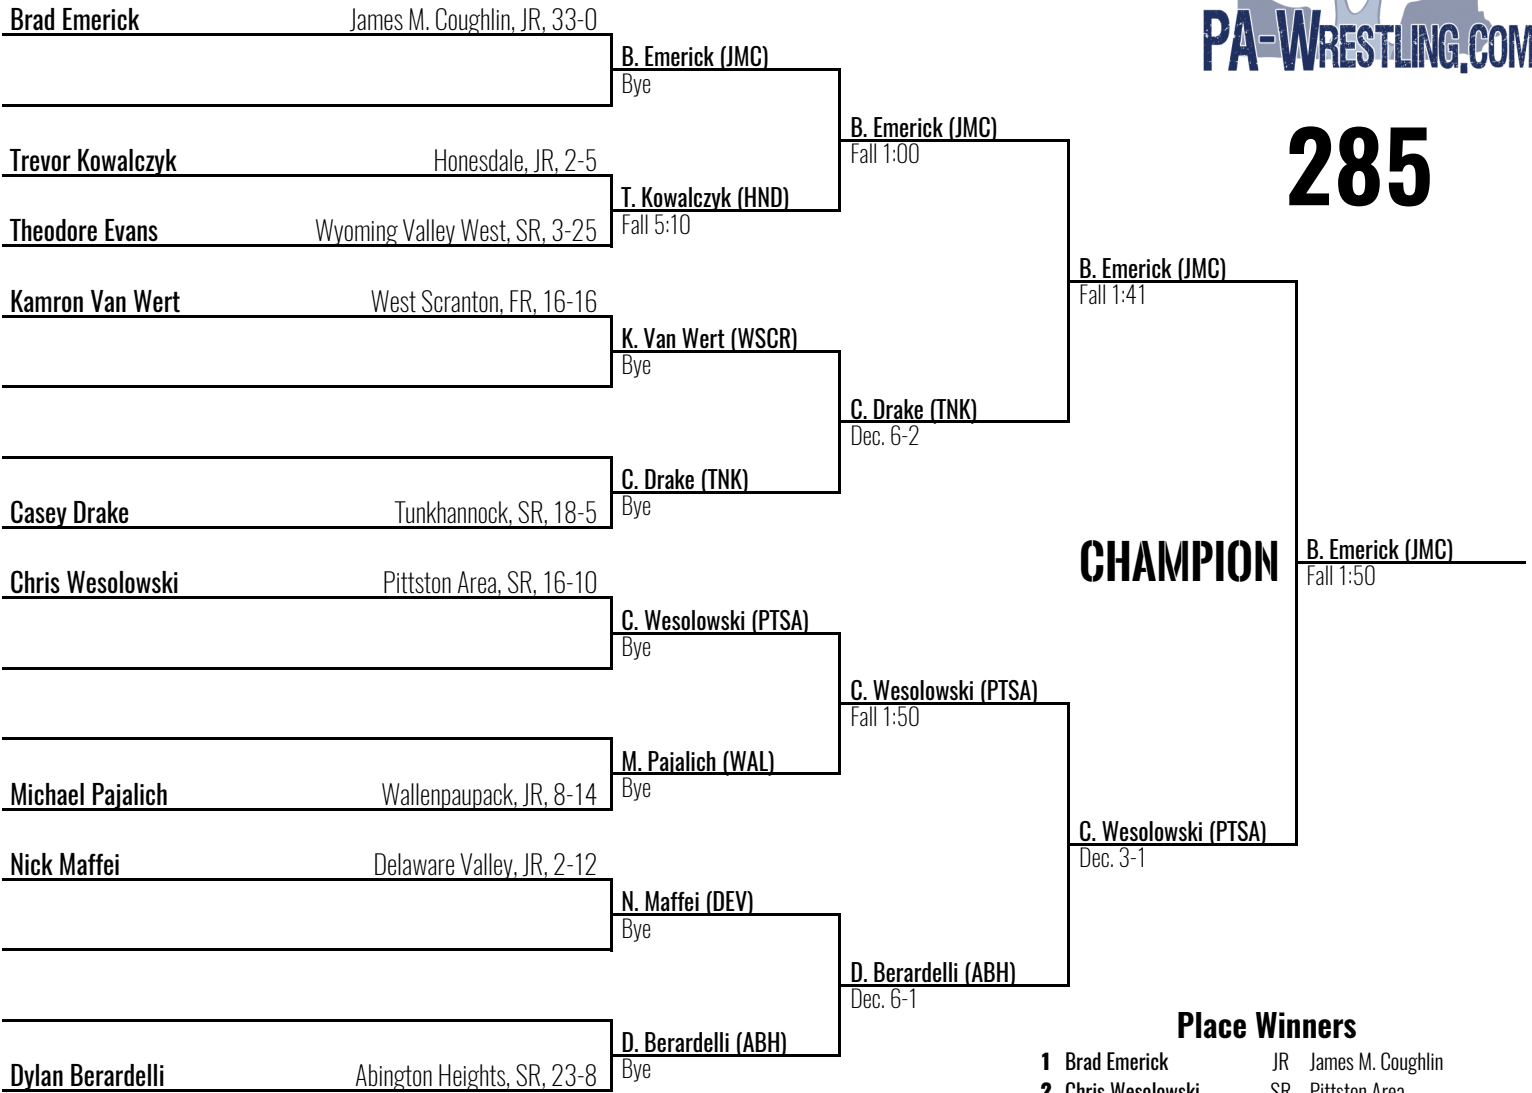 PA-WRESTLING.COM
285
Brad Emerick James M. Coughlin, JR, 33-0
B. Emerick (JMC)
Bye
B. Emerick (JMC)
Fall 1:00
Trevor Kowalczyk Honesdale, JR, 2-5
T. Kowalczyk (HND)
Fall 5:10
Theodore Evans Wyoming Valley West, SR, 3-25
B. Emerick (JMC)
Fall 1:41
Kamron Van Wert West Scranton, FR, 16-16
K. Van Wert (WSCR)
Bye
C. Drake (TNK)
Dec. 6-2
C. Drake (TNK)
Bye
Casey Drake Tunkhannock, SR, 18-5
CHAMPION
B. Emerick (JMC)
Fall 1:50
Chris Wesolowski Pittston Area, SR, 16-10
C. Wesolowski (PTSA)
Bye
C. Wesolowski (PTSA)
Fall 1:50
M. Pajalich (WAL)
Bye
Michael Pajalich Wallenpaupack, JR, 8-14
C. Wesolowski (PTSA)
Dec. 3-1
Nick Maffei Delaware Valley, JR, 2-12
N. Maffei (DEV)
Bye
D. Berardelli (ABH)
Dec. 6-1
D. Berardelli (ABH)
Bye
Dylan Berardelli Abington Heights, SR, 23-8
Place Winners
1 Brad Emerick JR James M. Coughlin
2 Chris Wesolowski SR Pittston Area